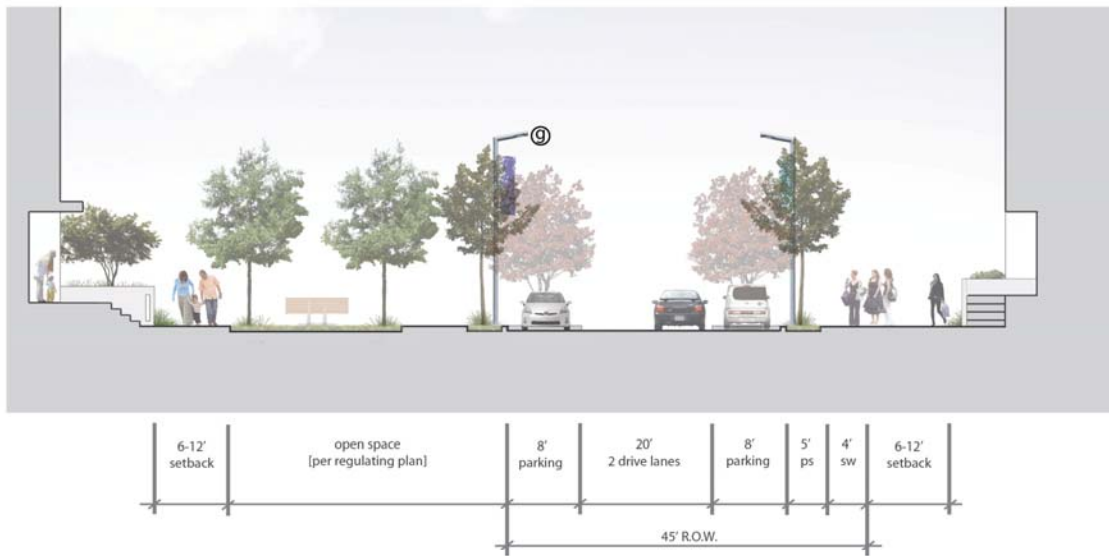 g
6-12'
setback
open space
[per regulating plan]
8'
parking
20'
2 drive lanes
8'
parking
5'
ps
4'
sw
6-12'
setback
45' R.O.W.